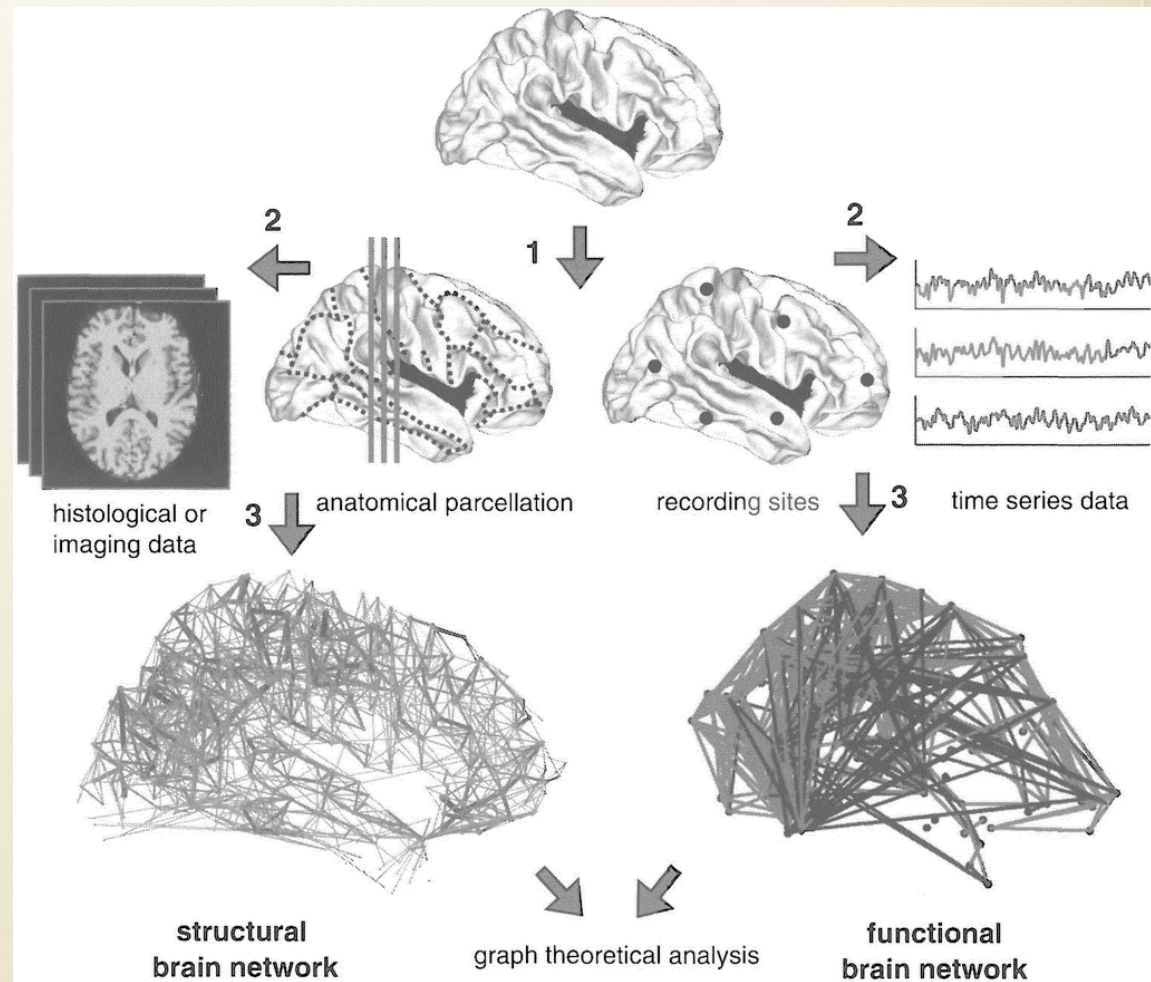 2
1
2
histological or
imaging data
3
anatomical parcellation
recording sites
3
time series data
structural
brain network
graph theoretical analysis
functional
brain network